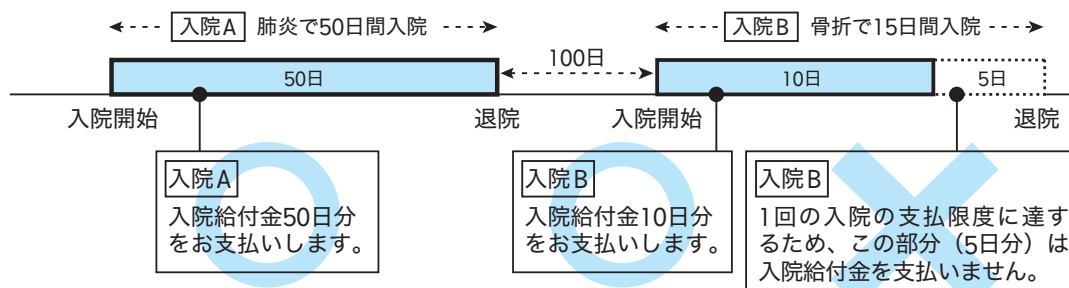 入院A 肺炎で50日間入院
入院B 骨折で15日間入院
50日
100日
10日
5日
入院開始
退院
入院開始
退院
入院A
入院給付金50日分
をお支払いします。
入院B
入院給付金10日分
をお支払いします。
入院B
1回の入院の支払限度に達す
るため、この部分（5日分）は
入院給付金を支払いません。